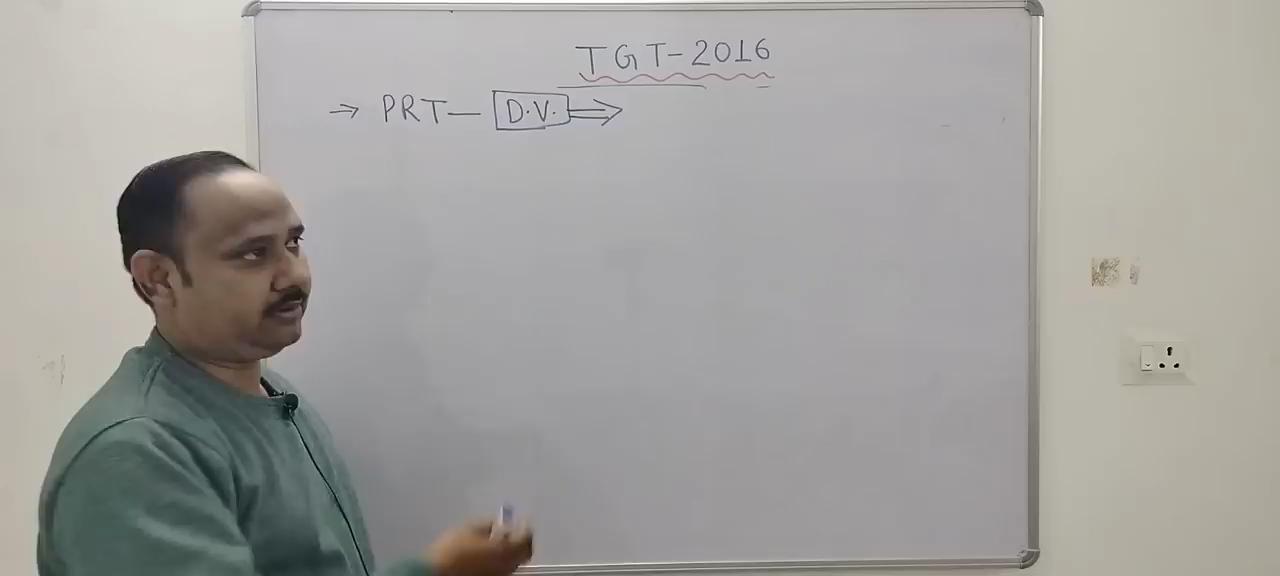 TGT-2016
→ PRT— D.V. ⇒